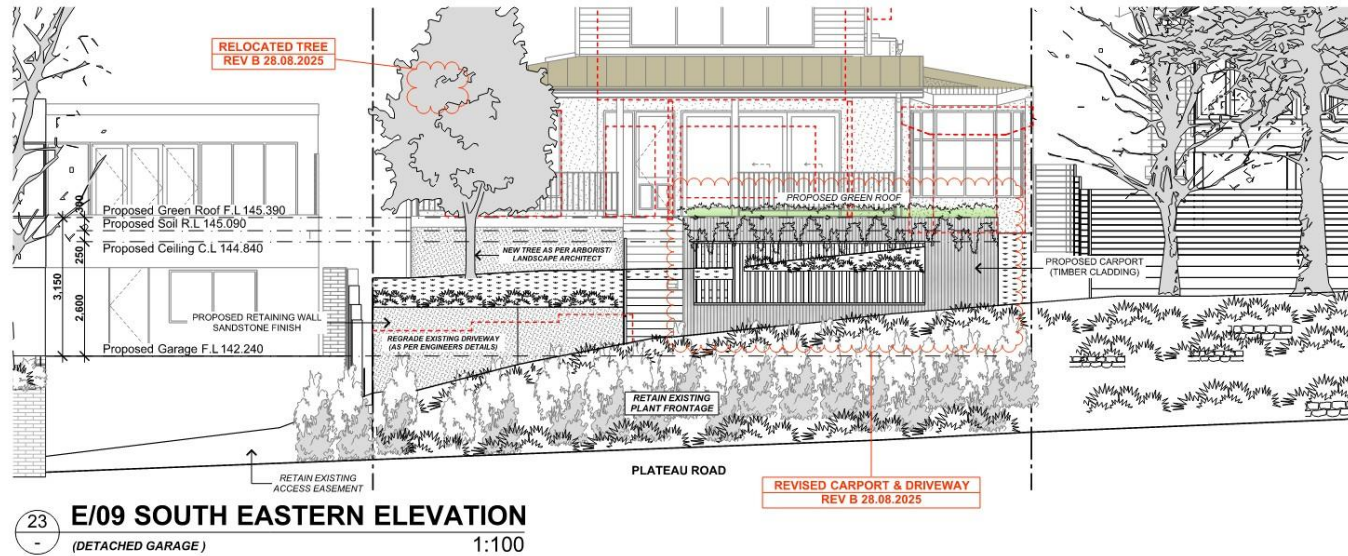 RELOCATED TREE
REV B 28.08.2025
Proposed Green Roof F.L 145.390
Proposed Soil R.L 145.090
Proposed Ceiling C.L 144.840
300
250
3,150
2,600
PROPOSED GREEN ROOF
NEW TREE AS PER ARBORIST/
LANDSCAPE ARCHITECT
PROPOSED CARPORT
(TIMBER CLADDING)
PROPOSED RETAINING WALL
SANDSTONE FINISH
REGRADE EXISTING DRIVEWAY
(AS PER ENGINEERS DETAILS)
Proposed Garage F.L 142.240
RETAIN EXISTING
PLANT FRONTAGE
PLATEAU ROAD
RETAIN EXISTING
ACCESS EASEMENT
REVISED CARPORT & DRIVEWAY
REV B 28.08.2025
23
-
E/09 SOUTH EASTERN ELEVATION
(DETACHED GARAGE )
1:100